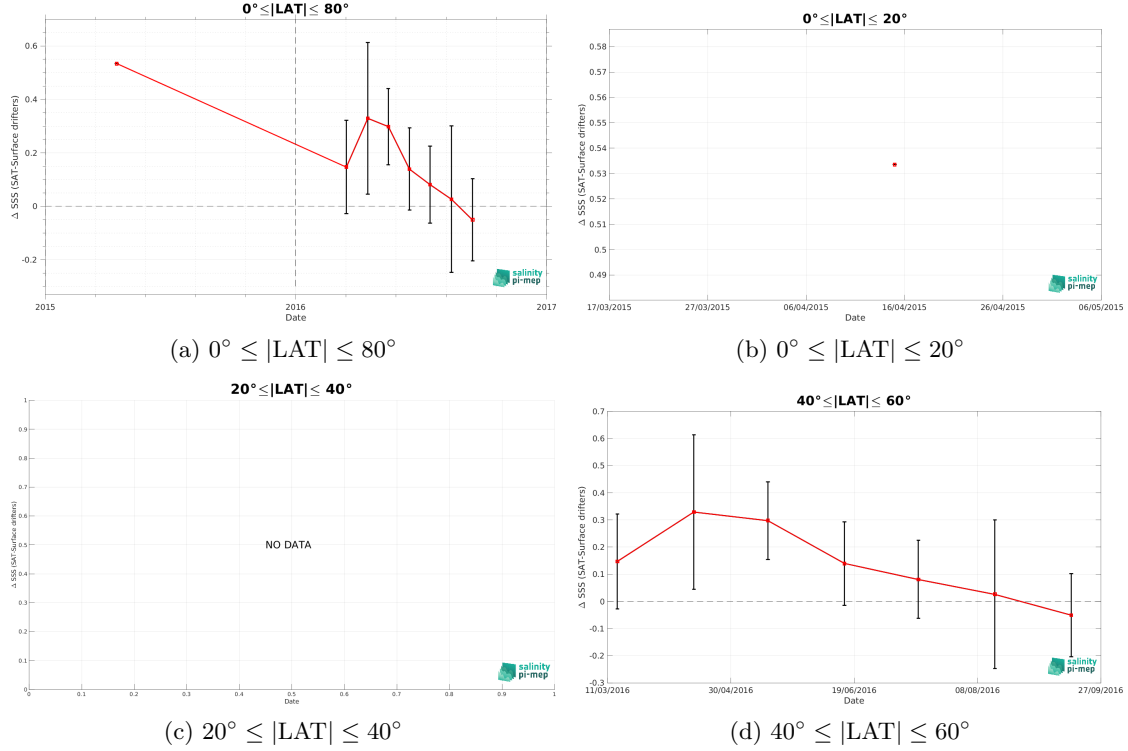 0°≤|LAT|≤ 80°
Δ SSS (SAT-Surface drifters)
0.6
0.4
0.2
0
-0.2
2015
2016
2017
Date
salinity
pi-mep
(a) 0° ≤ |LAT| ≤ 80°
0°≤|LAT|≤ 20°
Δ SSS (SAT-Surface drifters)
0.58
0.57
0.56
0.55
0.54
0.53
0.52
0.51
0.5
0.49
17/03/2015
27/03/2015
06/04/2015
16/04/2015
26/04/2015
06/05/2015
Date
salinity
pi-mep
(b) 0° ≤ |LAT| ≤ 20°
20°≤|LAT|≤ 40°
Δ SSS (SAT-Surface drifters)
1
0.9
0.8
0.7
0.6
0.5
0.4
0.3
0.2
0.1
0
NO DATA
0
0.1
0.2
0.3
0.4
0.5
0.6
0.7
0.8
0.9
1
Date
salinity
pi-mep
(c) 20° ≤ |LAT| ≤ 40°
40°≤|LAT|≤ 60°
Δ SSS (SAT-Surface drifters)
0.7
0.6
0.5
0.4
0.3
0.2
0.1
0
-0.1
-0.2
-0.3
11/03/2016
30/04/2016
19/06/2016
08/08/2016
27/09/2016
Date
salinity
pi-mep
(d) 40° ≤ |LAT| ≤ 60°